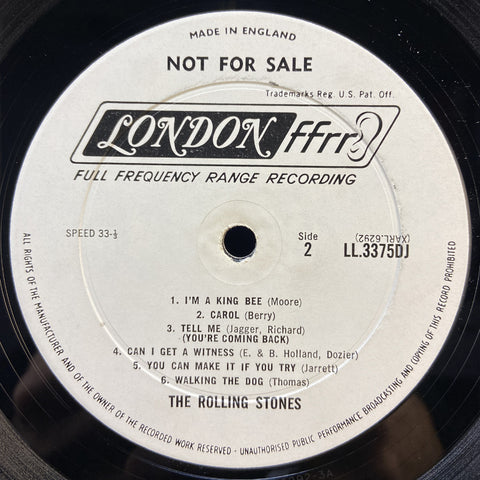 MADE IN ENGLAND
NOT FOR SALE
Trademarks Reg. U.S. Pat. Off.
LONDON ffrr
FULL FREQUENCY RANGE RECORDING
SPEED 33-⅓
Side
2
(XARL.6292)
LL.3375DJ
1. I'M A KING BEE (Moore)
2. CAROL (Berry)
3. TELL ME (Jagger, Richard)
(YOU'RE COMING BACK)
4. CAN I GET A WITNESS (E. & B. Holland, Dozier)
5. YOU CAN MAKE IT IF YOU TRY (Jarrett)
6. WALKING THE DOG (Thomas)
THE ROLLING STONES
ALL RIGHTS OF THE MANUFACTURER AND OF THE OWNER OF THE RECORDED WORK RESERVED - UNAUTHORISED PUBLIC PERFORMANCE BROADCASTING AND COPYING OF THIS RECORD PROHIBITED